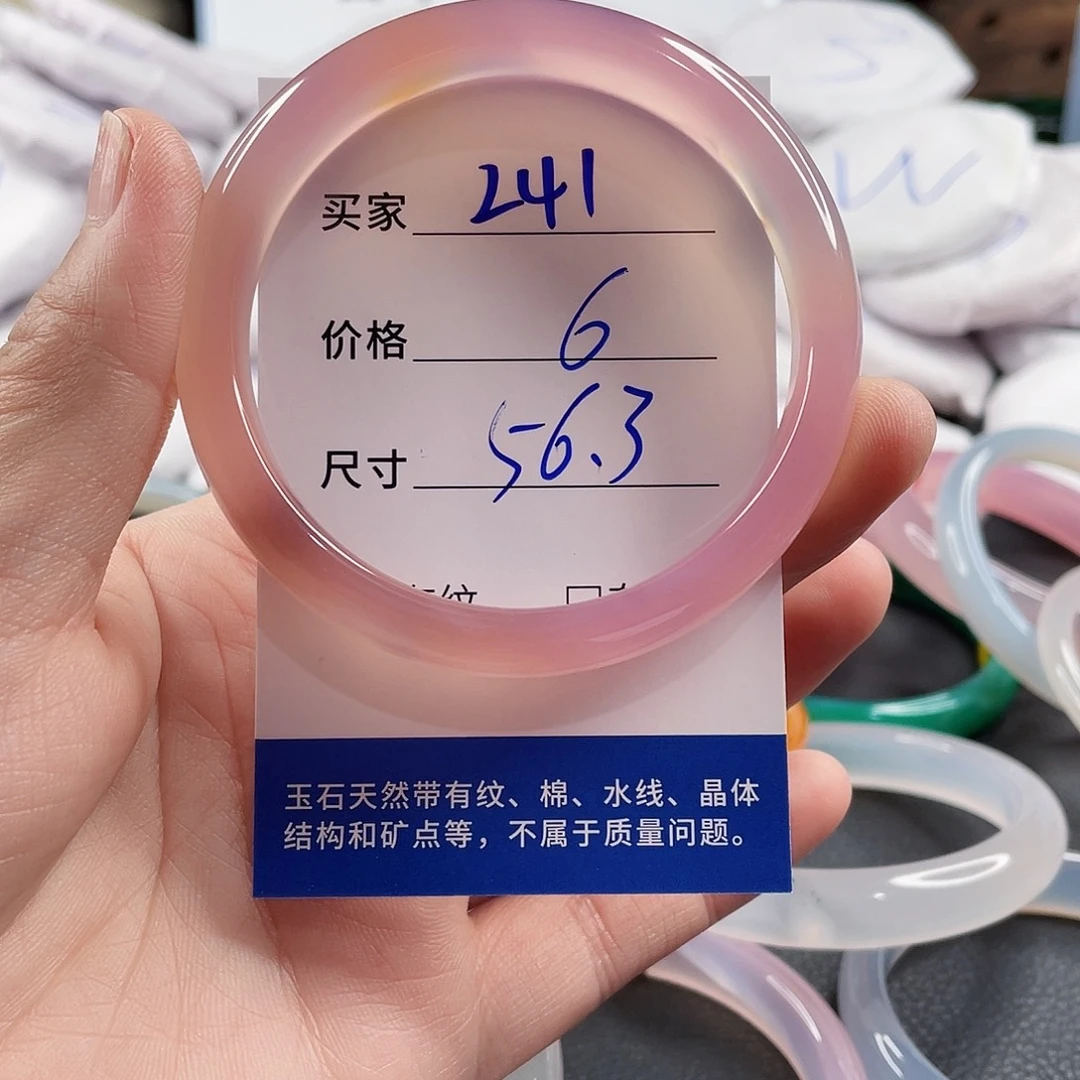 买家 241
价格 6
尺寸 56.3
纹 □
玉石天然带有纹、棉、水线、晶体
结构和矿点等，不属于质量问题。